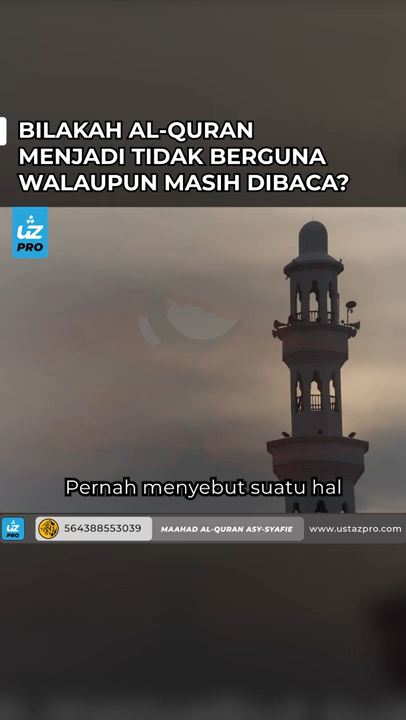 BILAKAH AL-QURAN
MENJADI TIDAK BERGUNA
WALAUPUN MASIH DIBACA?
UZ
PRO
Pernah menyebut suatu hal
UZ
PRO
564388553039
MAAHAD AL-QURAN ASY-SYAFIE
www.ustazpro.com